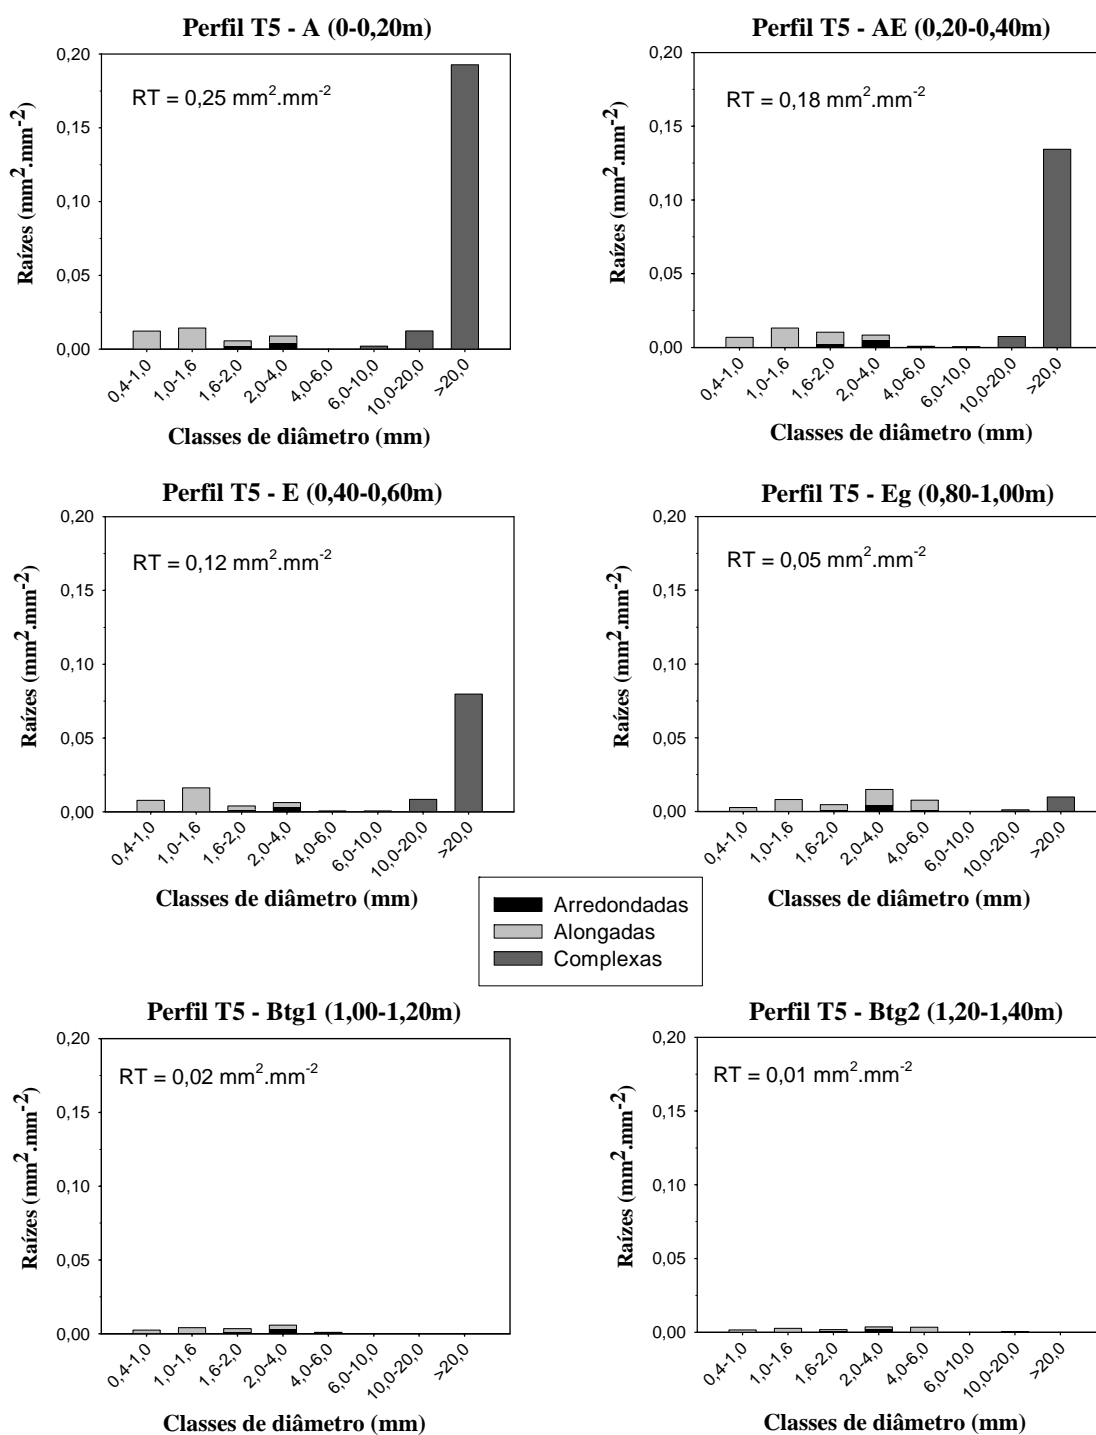 Perfil T5 - A (0-0,20m)
RT = 0,25 mm².mm⁻²
Raízes (mm².mm⁻²)
0,20
0,15
0,10
0,05
0,00
0,4-1,0
1,0-1,6
1,6-2,0
2,0-4,0
4,0-6,0
6,0-10,0
10,0-20,0
>20,0
Classes de diâmetro (mm)
Perfil T5 - AE (0,20-0,40m)
RT = 0,18 mm².mm⁻²
Raízes (mm².mm⁻²)
0,20
0,15
0,10
0,05
0,00
0,4-1,0
1,0-1,6
1,6-2,0
2,0-4,0
4,0-6,0
6,0-10,0
10,0-20,0
>20,0
Classes de diâmetro (mm)
Perfil T5 - E (0,40-0,60m)
RT = 0,12 mm².mm⁻²
Raízes (mm².mm⁻²)
0,20
0,15
0,10
0,05
0,00
0,4-1,0
1,0-1,6
1,6-2,0
2,0-4,0
4,0-6,0
6,0-10,0
10,0-20,0
>20,0
Classes de diâmetro (mm)
Perfil T5 - Eg (0,80-1,00m)
RT = 0,05 mm².mm⁻²
Raízes (mm².mm⁻²)
0,20
0,15
0,10
0,05
0,00
0,4-1,0
1,0-1,6
1,6-2,0
2,0-4,0
4,0-6,0
6,0-10,0
10,0-20,0
>20,0
Classes de diâmetro (mm)
Arredondadas
Alongadas
Complexas
Perfil T5 - Btg1 (1,00-1,20m)
RT = 0,02 mm².mm⁻²
Raízes (mm².mm⁻²)
0,20
0,15
0,10
0,05
0,00
0,4-1,0
1,0-1,6
1,6-2,0
2,0-4,0
4,0-6,0
6,0-10,0
10,0-20,0
>20,0
Classes de diâmetro (mm)
Perfil T5 - Btg2 (1,20-1,40m)
RT = 0,01 mm².mm⁻²
Raízes (mm².mm⁻²)
0,20
0,15
0,10
0,05
0,00
0,4-1,0
1,0-1,6
1,6-2,0
2,0-4,0
4,0-6,0
6,0-10,0
10,0-20,0
>20,0
Classes de diâmetro (mm)